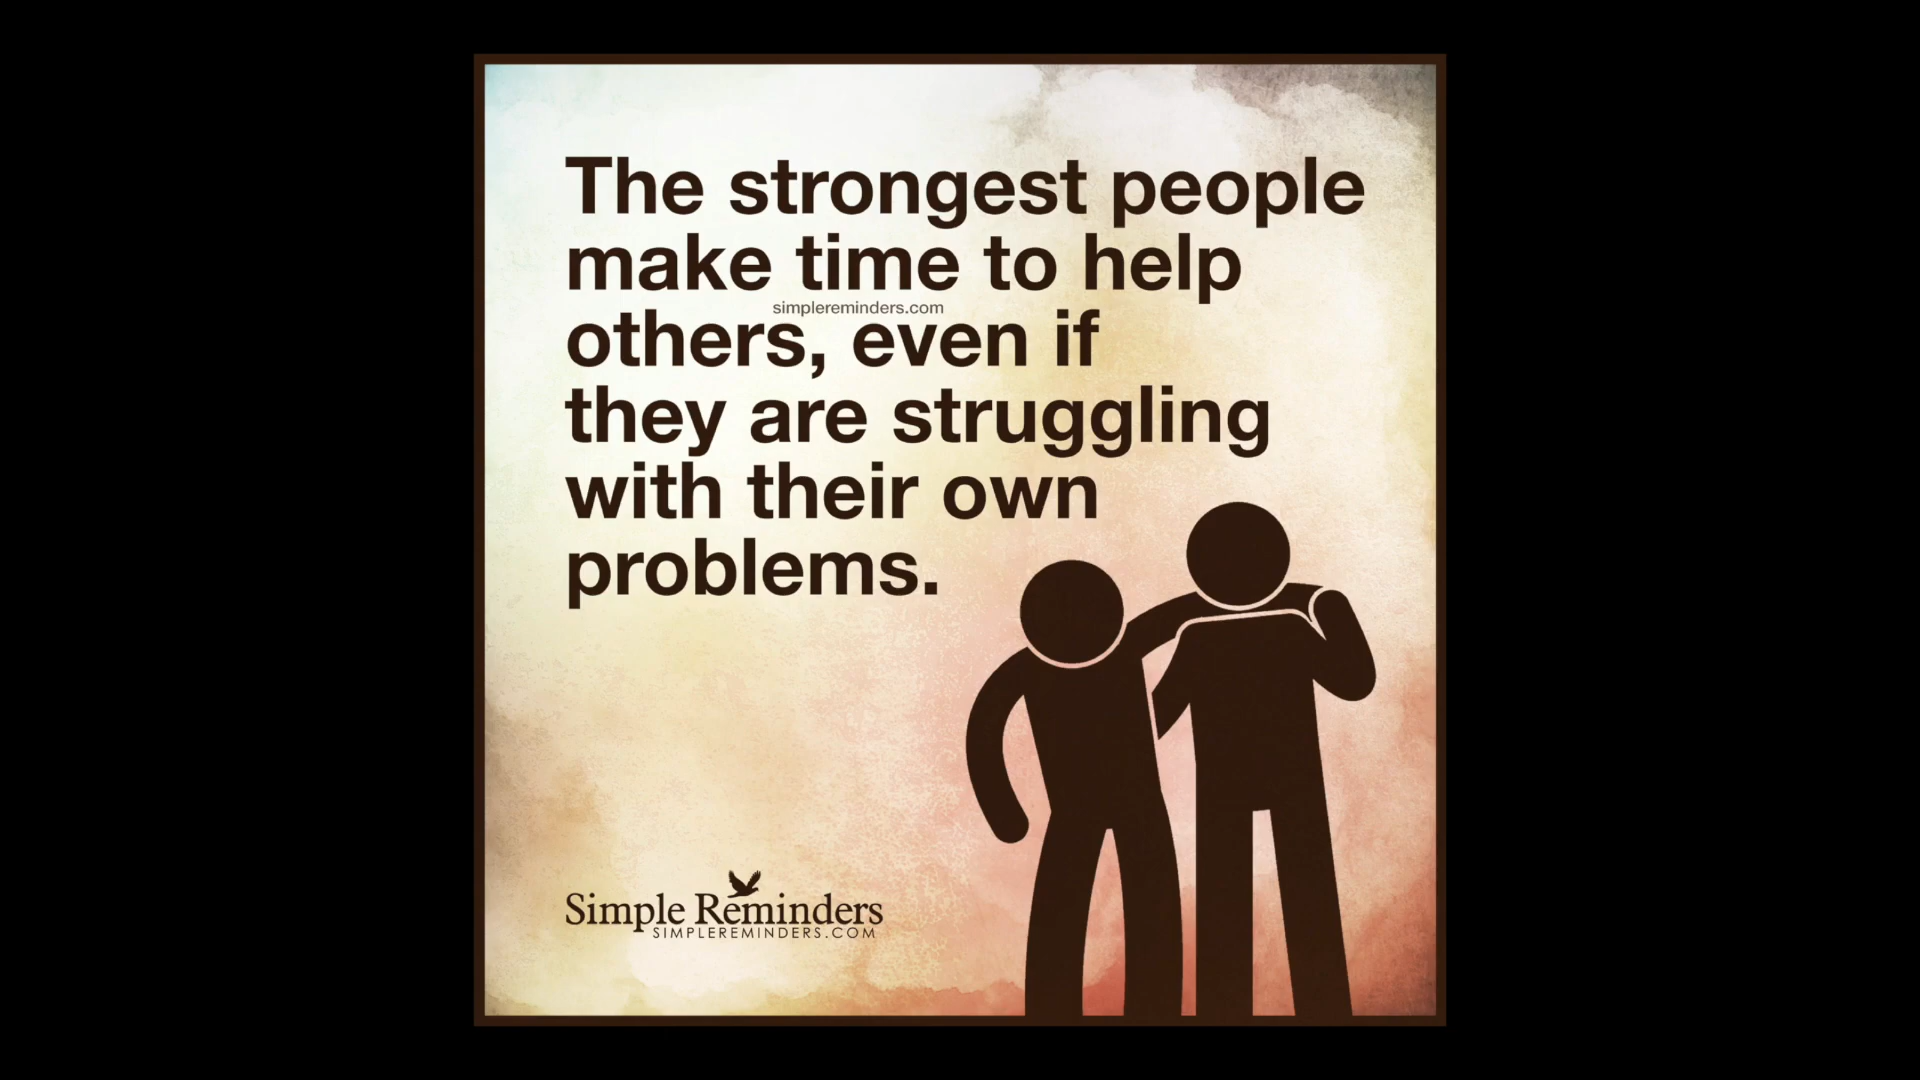 The strongest people
make time to help
simplereminders.com
others, even if
they are struggling
with their own
problems.
Simple Reminders
SIMPLEREMINDERS.COM